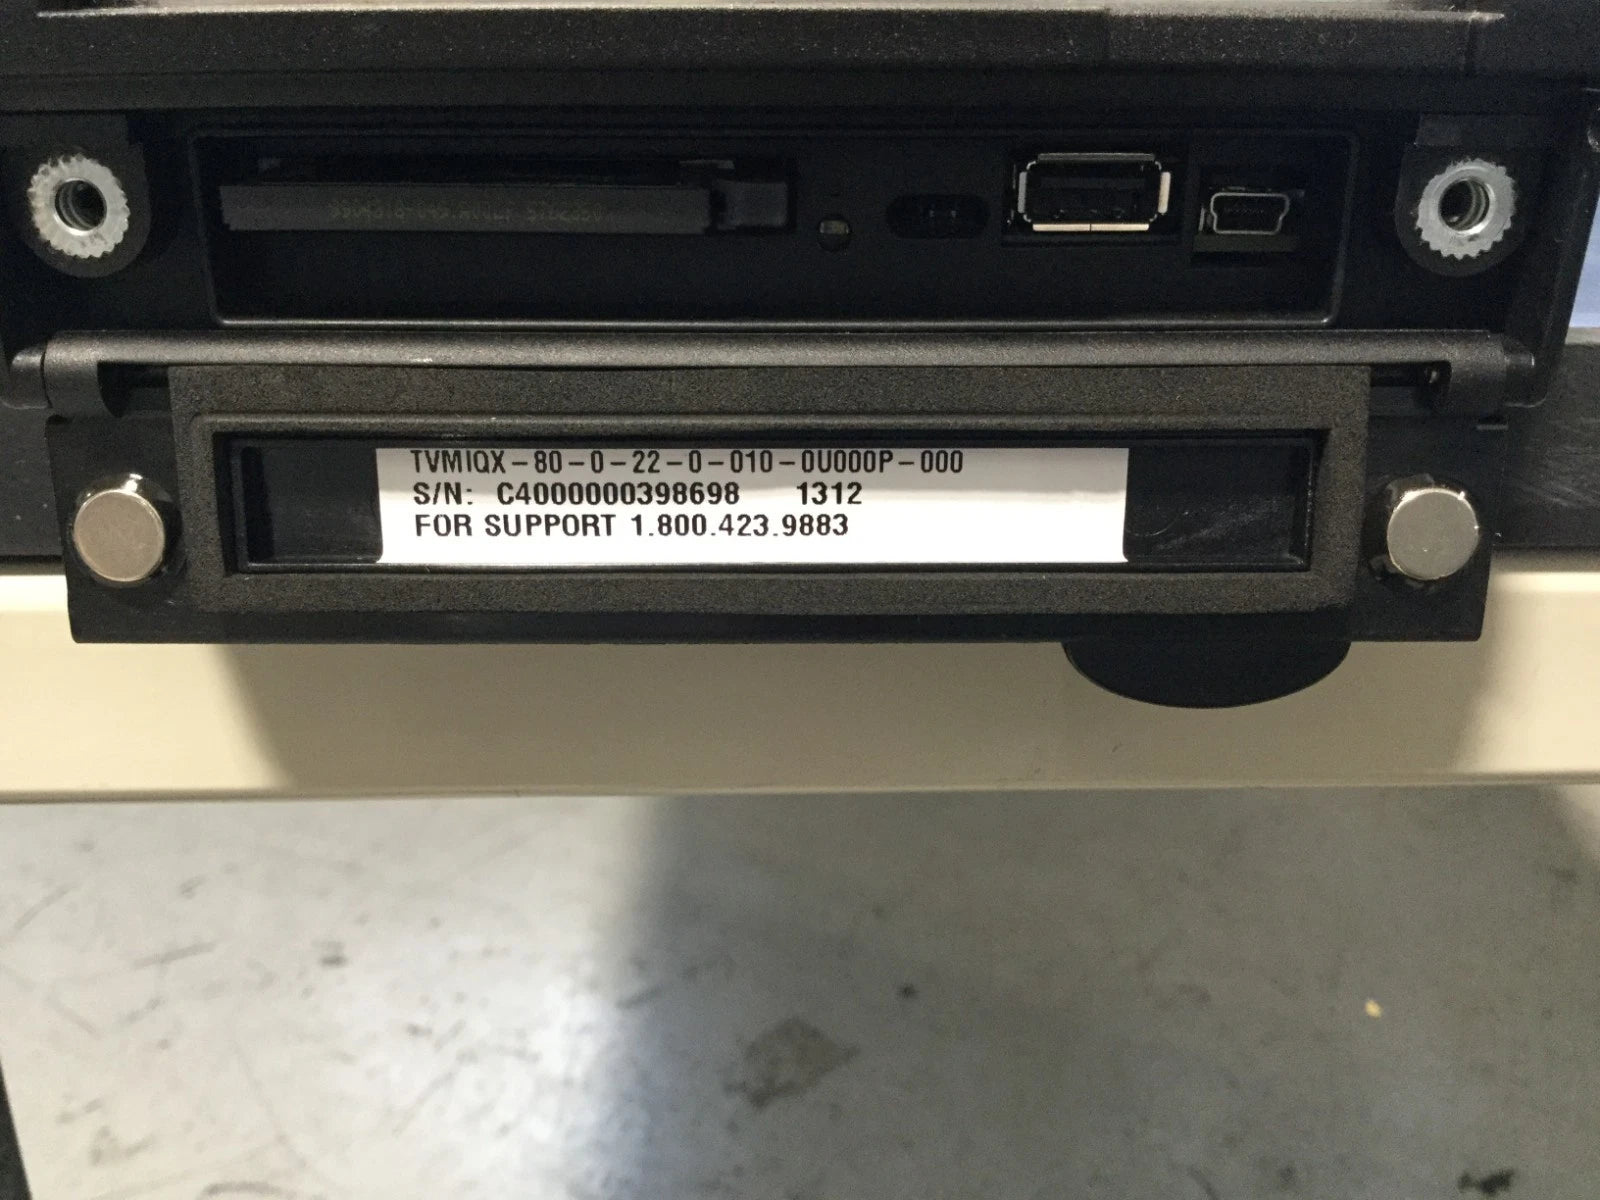 TVMIQX-80-0-22-0-010-0U000P-000
S/N: C4000000398698 1312
FOR SUPPORT 1.800.423.9883